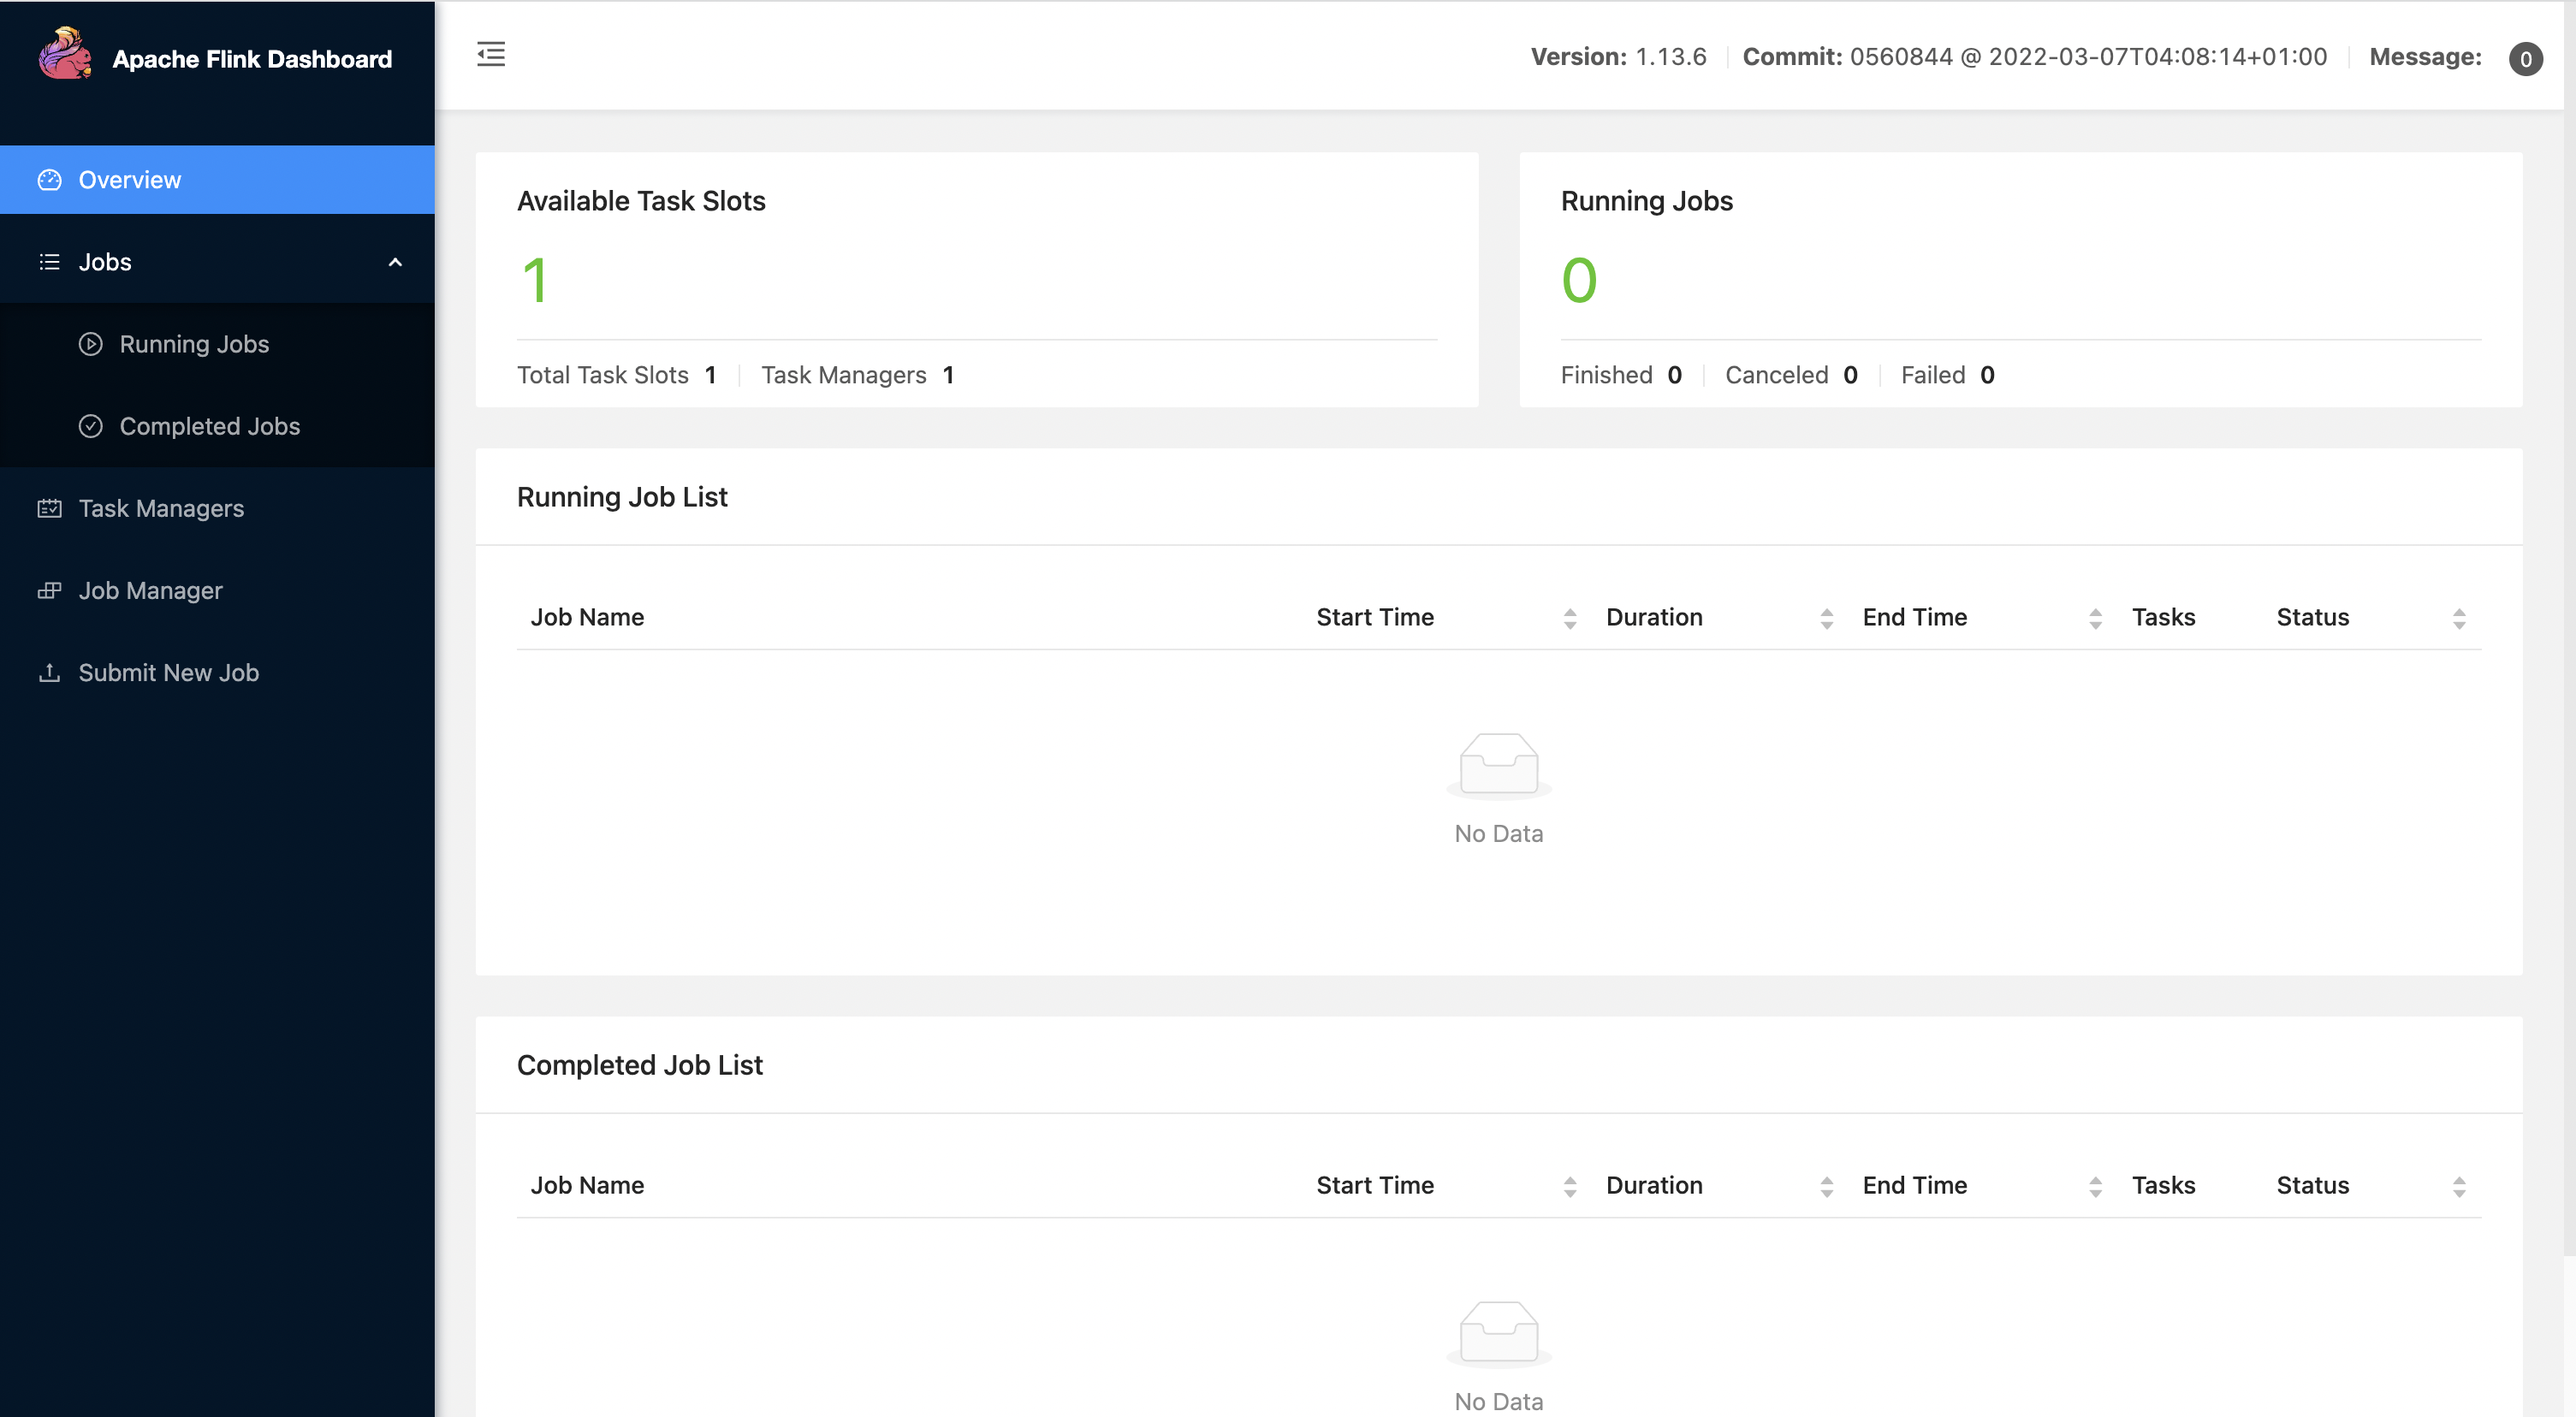 Apache Flink Dashboard
Version: 1.13.6 Commit: 0560844 @ 2022-03-07T04:08:14+01:00 Message: 0
Overview
Jobs
Running Jobs
Completed Jobs
Task Managers
Job Manager
Submit New Job
Available Task Slots
1
Total Task Slots 1 Task Managers 1
Running Jobs
0
Finished 0 Canceled 0 Failed 0
Running Job List
Job Name Start Time Duration End Time Tasks Status
No Data
Completed Job List
Job Name Start Time Duration End Time Tasks Status
No Data